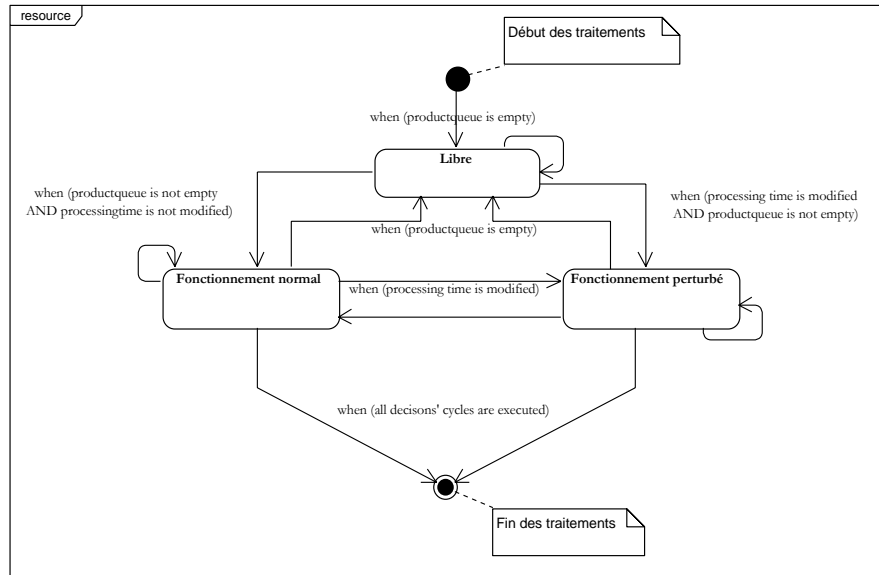 resource
Début des traitements
when (productqueue is empty)
Libre
when (productqueue is not empty
AND processingtime is not modified)
when (processing time is modified
AND productqueue is not empty)
when (productqueue is empty)
Fonctionnement normal
Fonctionnement perturbé
when (processing time is modified)
when (all decisons' cycles are executed)
Fin des traitements